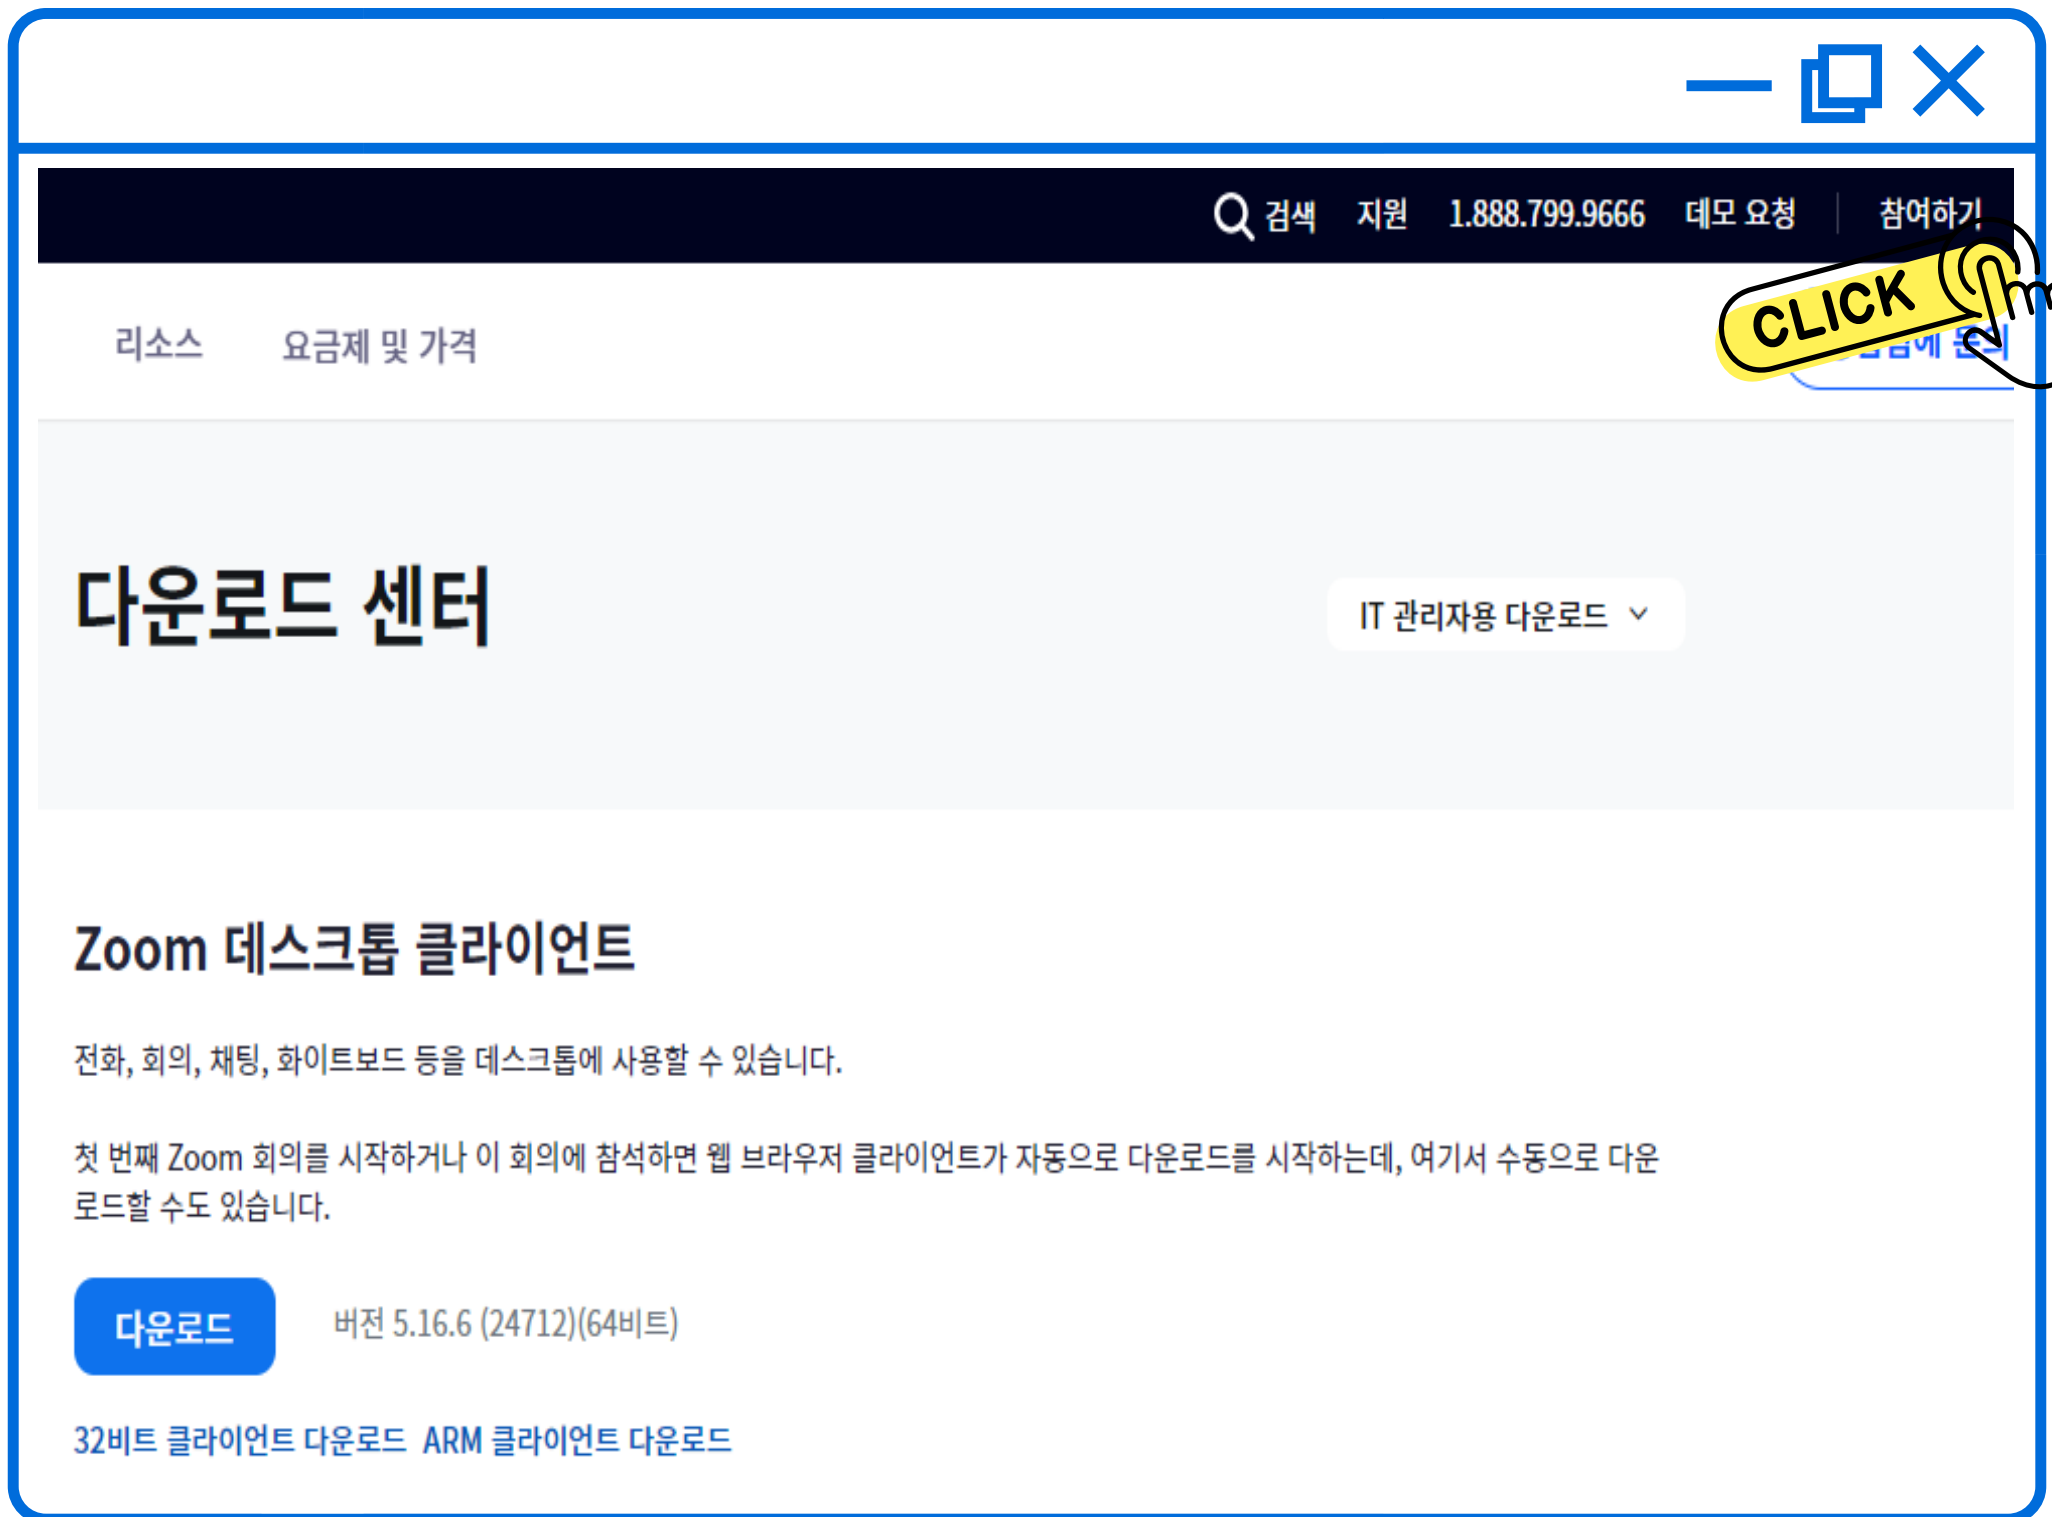 검색 지원 1.888.799.9666 데모 요청 참여하기
CLICK
리소스 요금제 및 가격 문의
다운로드 센터
IT 관리자용 다운로드
Zoom 데스크톱 클라이언트
전화, 회의, 채팅, 화이트보드 등을 데스크톱에 사용할 수 있습니다.
첫 번째 Zoom 회의를 시작하거나 이 회의에 참석하면 웹 브라우저 클라이언트가 자동으로 다운로드를 시작하는데, 여기서 수동으로 다운
로드할 수도 있습니다.
다운로드 버전 5.16.6 (24712)(64비트)
32비트 클라이언트 다운로드 ARM 클라이언트 다운로드